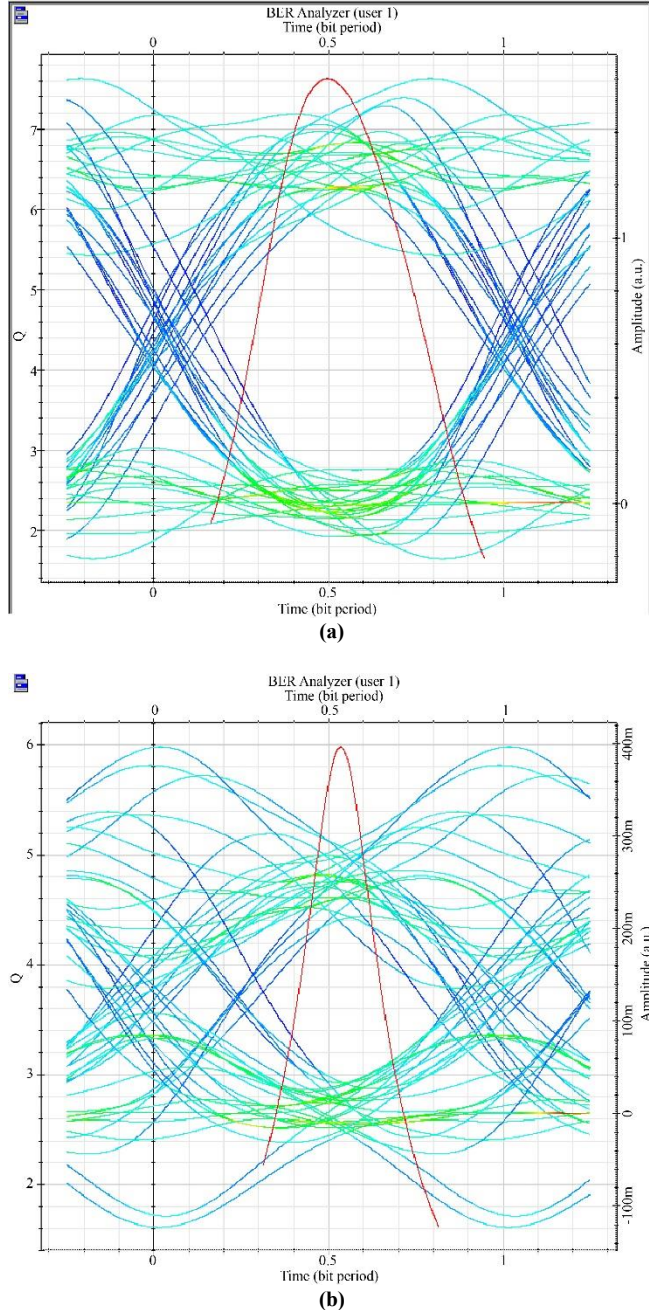 BER Analyzer (user 1)
Time (bit period)
0 0.5 1
7
6
5
4
3
2
Q
1
0
Amplitude (a.u.)
0 0.5 1
Time (bit period)
(a)
BER Analyzer (user 1)
Time (bit period)
0 0.5 1
6
5
4
3
2
Q
400m
300m
200m
100m
0
-100m
Amplitude (a.u.)
0 0.5 1
Time (bit period)
(b)